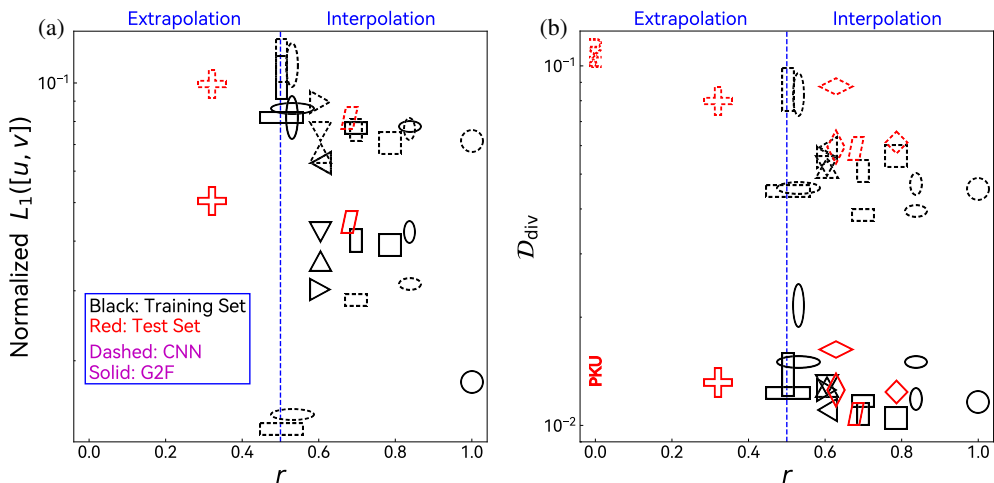 (a)
Extrapolation
Interpolation
Normalized L₁([u, v])
10⁻¹
Black: Training Set
Red: Test Set
Dashed: CNN
Solid: G2F
0.0 0.2 0.4 0.6 0.8 1.0
r
(b)
Extrapolation
Interpolation
𝒟div
10⁻¹
10⁻²
PKU
PKU
0.0 0.2 0.4 0.6 0.8 1.0
r